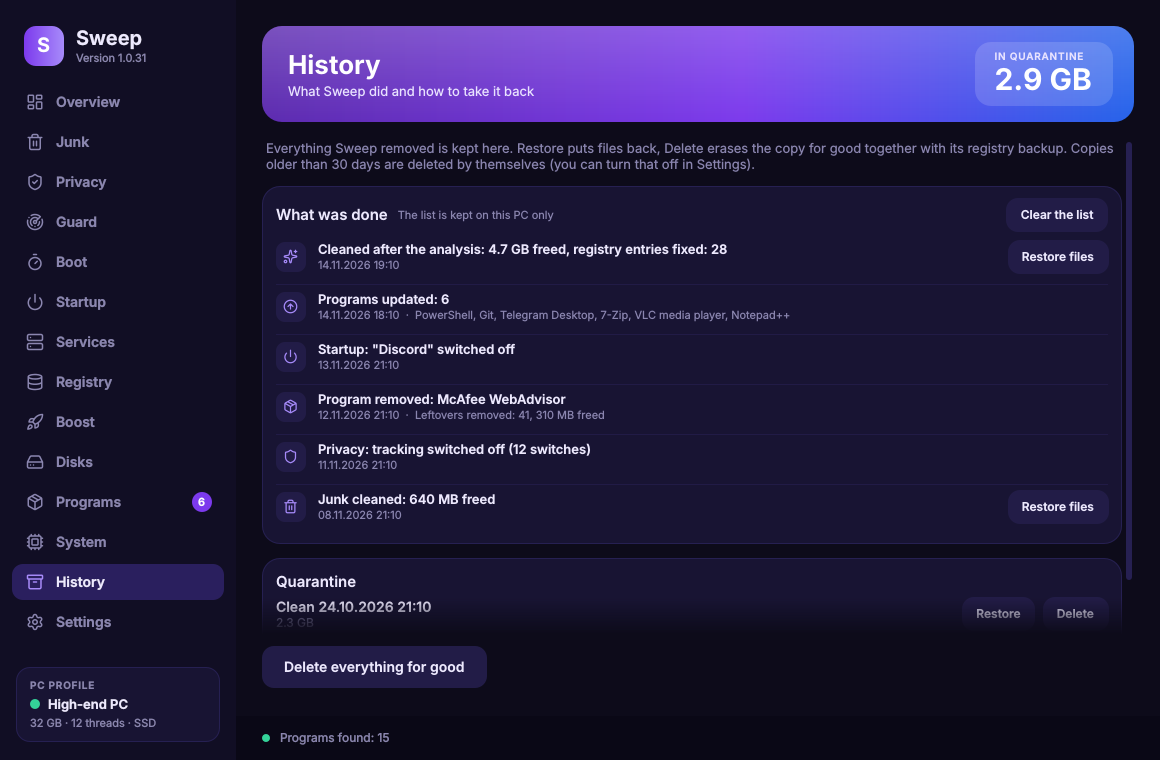 S
Sweep
Version 1.0.31
Overview
Junk
Privacy
Guard
Boot
Startup
Services
Registry
Boost
Disks
Programs
6
System
History
Settings
PC PROFILE
High-end PC
32 GB · 12 threads · SSD
History
What Sweep did and how to take it back
IN QUARANTINE
2.9 GB
Everything Sweep removed is kept here. Restore puts files back, Delete erases the copy for good together with its registry backup. Copies
older than 30 days are deleted by themselves (you can turn that off in Settings).
What was done
The list is kept on this PC only
Clear the list
Cleaned after the analysis: 4.7 GB freed, registry entries fixed: 28
14.11.2026 19:10
Restore files
Programs updated: 6
14.11.2026 18:10 · PowerShell, Git, Telegram Desktop, 7-Zip, VLC media player, Notepad++
Startup: "Discord" switched off
13.11.2026 21:10
Program removed: McAfee WebAdvisor
12.11.2026 21:10 · Leftovers removed: 41, 310 MB freed
Privacy: tracking switched off (12 switches)
11.11.2026 21:10
Junk cleaned: 640 MB freed
08.11.2026 21:10
Restore files
Quarantine
Clean 24.10.2026 21:10
2.3 GB
Restore
Delete
Delete everything for good
Programs found: 15